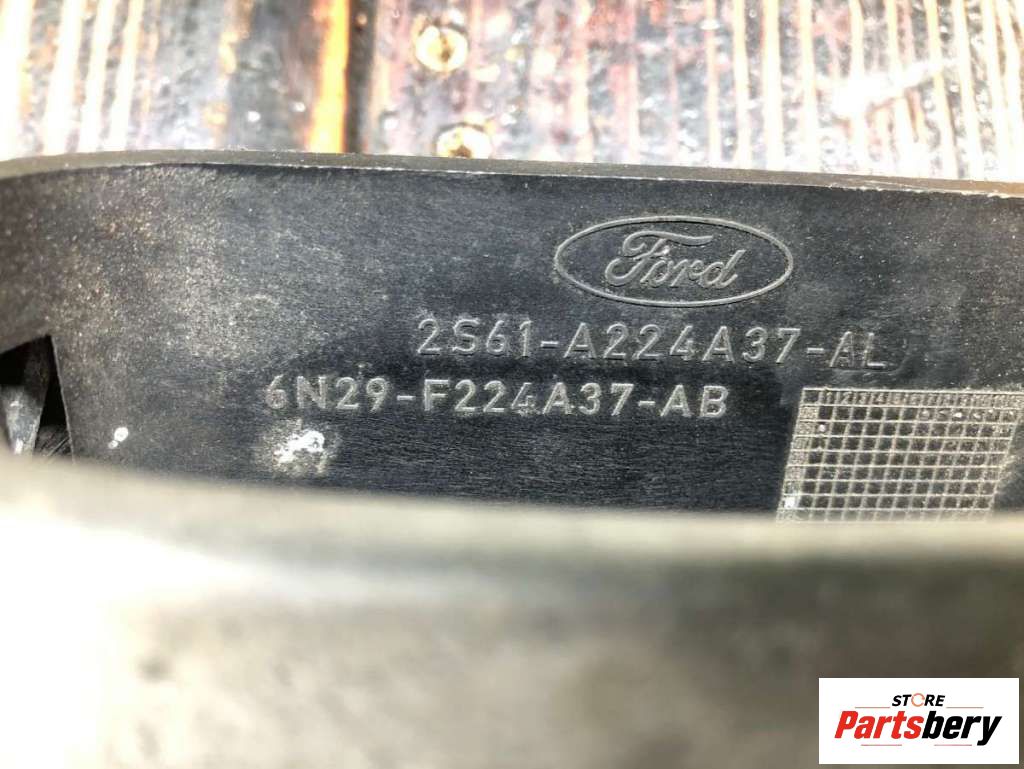 Ford
2S61-A224A37-AL
6N29-F224A37-AB
STORE
Partsbery